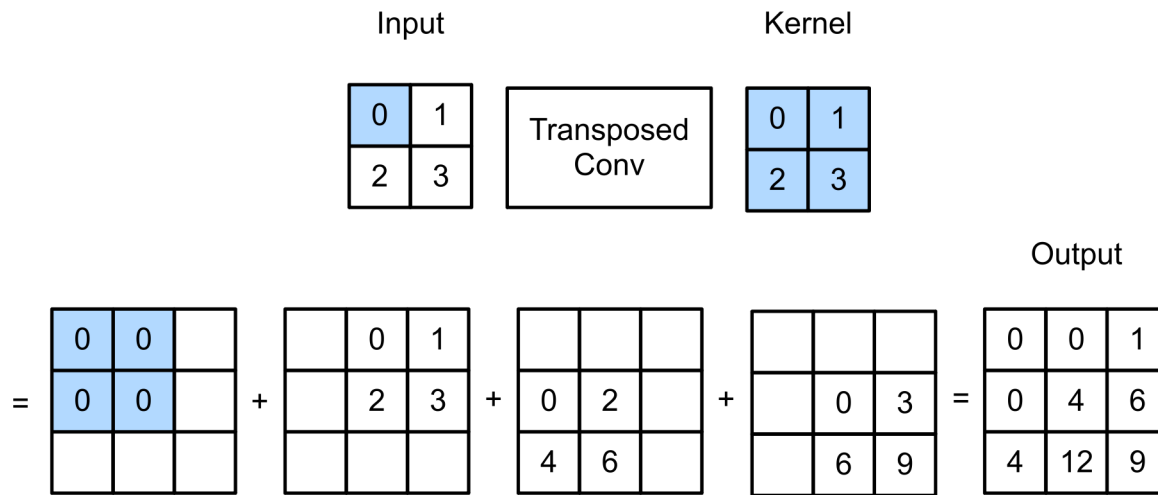 Input Kernel
0 1 Transposed 0 1
2 3 Conv 2 3
Output
0 0 0 1 0 0 1
= 0 0 + 2 3 + 0 2 + 0 3 = 0 4 6
4 6 6 9 4 12 9